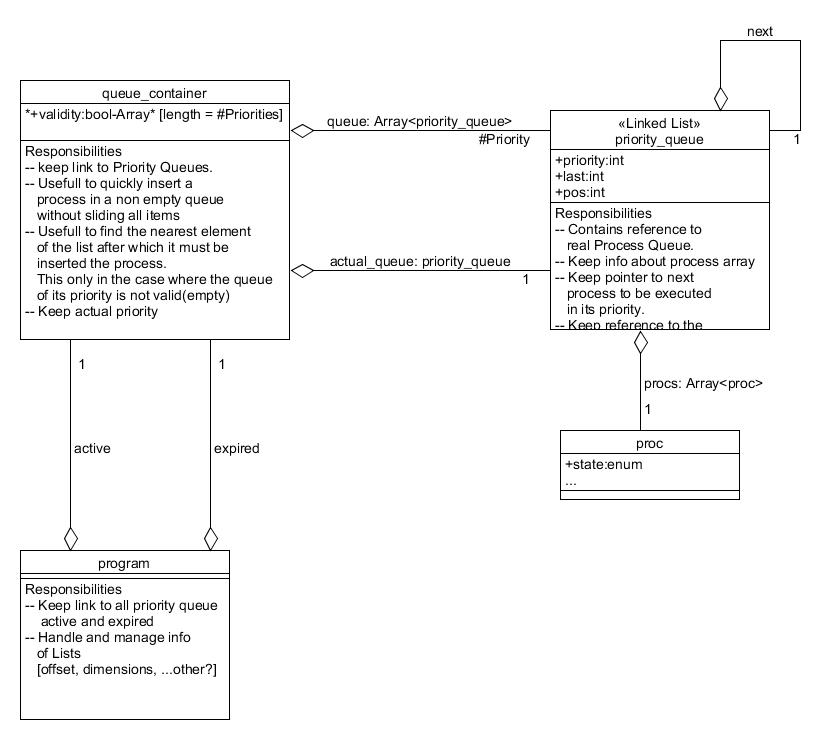 next
queue_container
*+validity:bool-Array* [length = #Priorities]
Responsibilities
-- keep link to Priority Queues.
-- Usefull to quickly insert a
process in a non empty queue
without sliding all items
-- Usefull to find the nearest element
of the list after which it must be
inserted the process.
This only in the case where the queue
of its priority is not valid(empty)
-- Keep actual priority
queue: Array<priority_queue>
#Priority
actual_queue: priority_queue
1
«Linked List»
priority_queue
1
+priority:int
+last:int
+pos:int
Responsibilities
-- Contains reference to
real Process Queue.
-- Keep info about process array
-- Keep pointer to next
process to be executed
in its priority.
-- Keep reference to the
1
1
procs: Array<proc>
1
active
expired
proc
+state:enum
...
program
Responsibilities
-- Keep link to all priority queue
active and expired
-- Handle and manage info
of Lists
[offset, dimensions, ...other?]